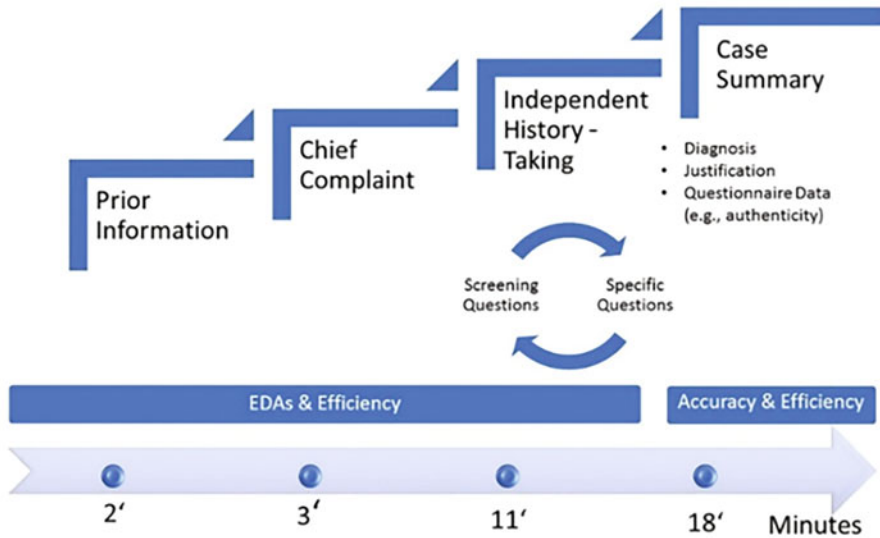 Prior
Information
Chief
Complaint
Independent
History -
Taking
Case
Summary
• Diagnosis
• Justification
• Questionnaire Data
(e.g., authenticity)
Screening
Questions
Specific
Questions
EDAs & Efficiency
Accuracy & Efficiency
2‘
3‘
11‘
18‘
Minutes